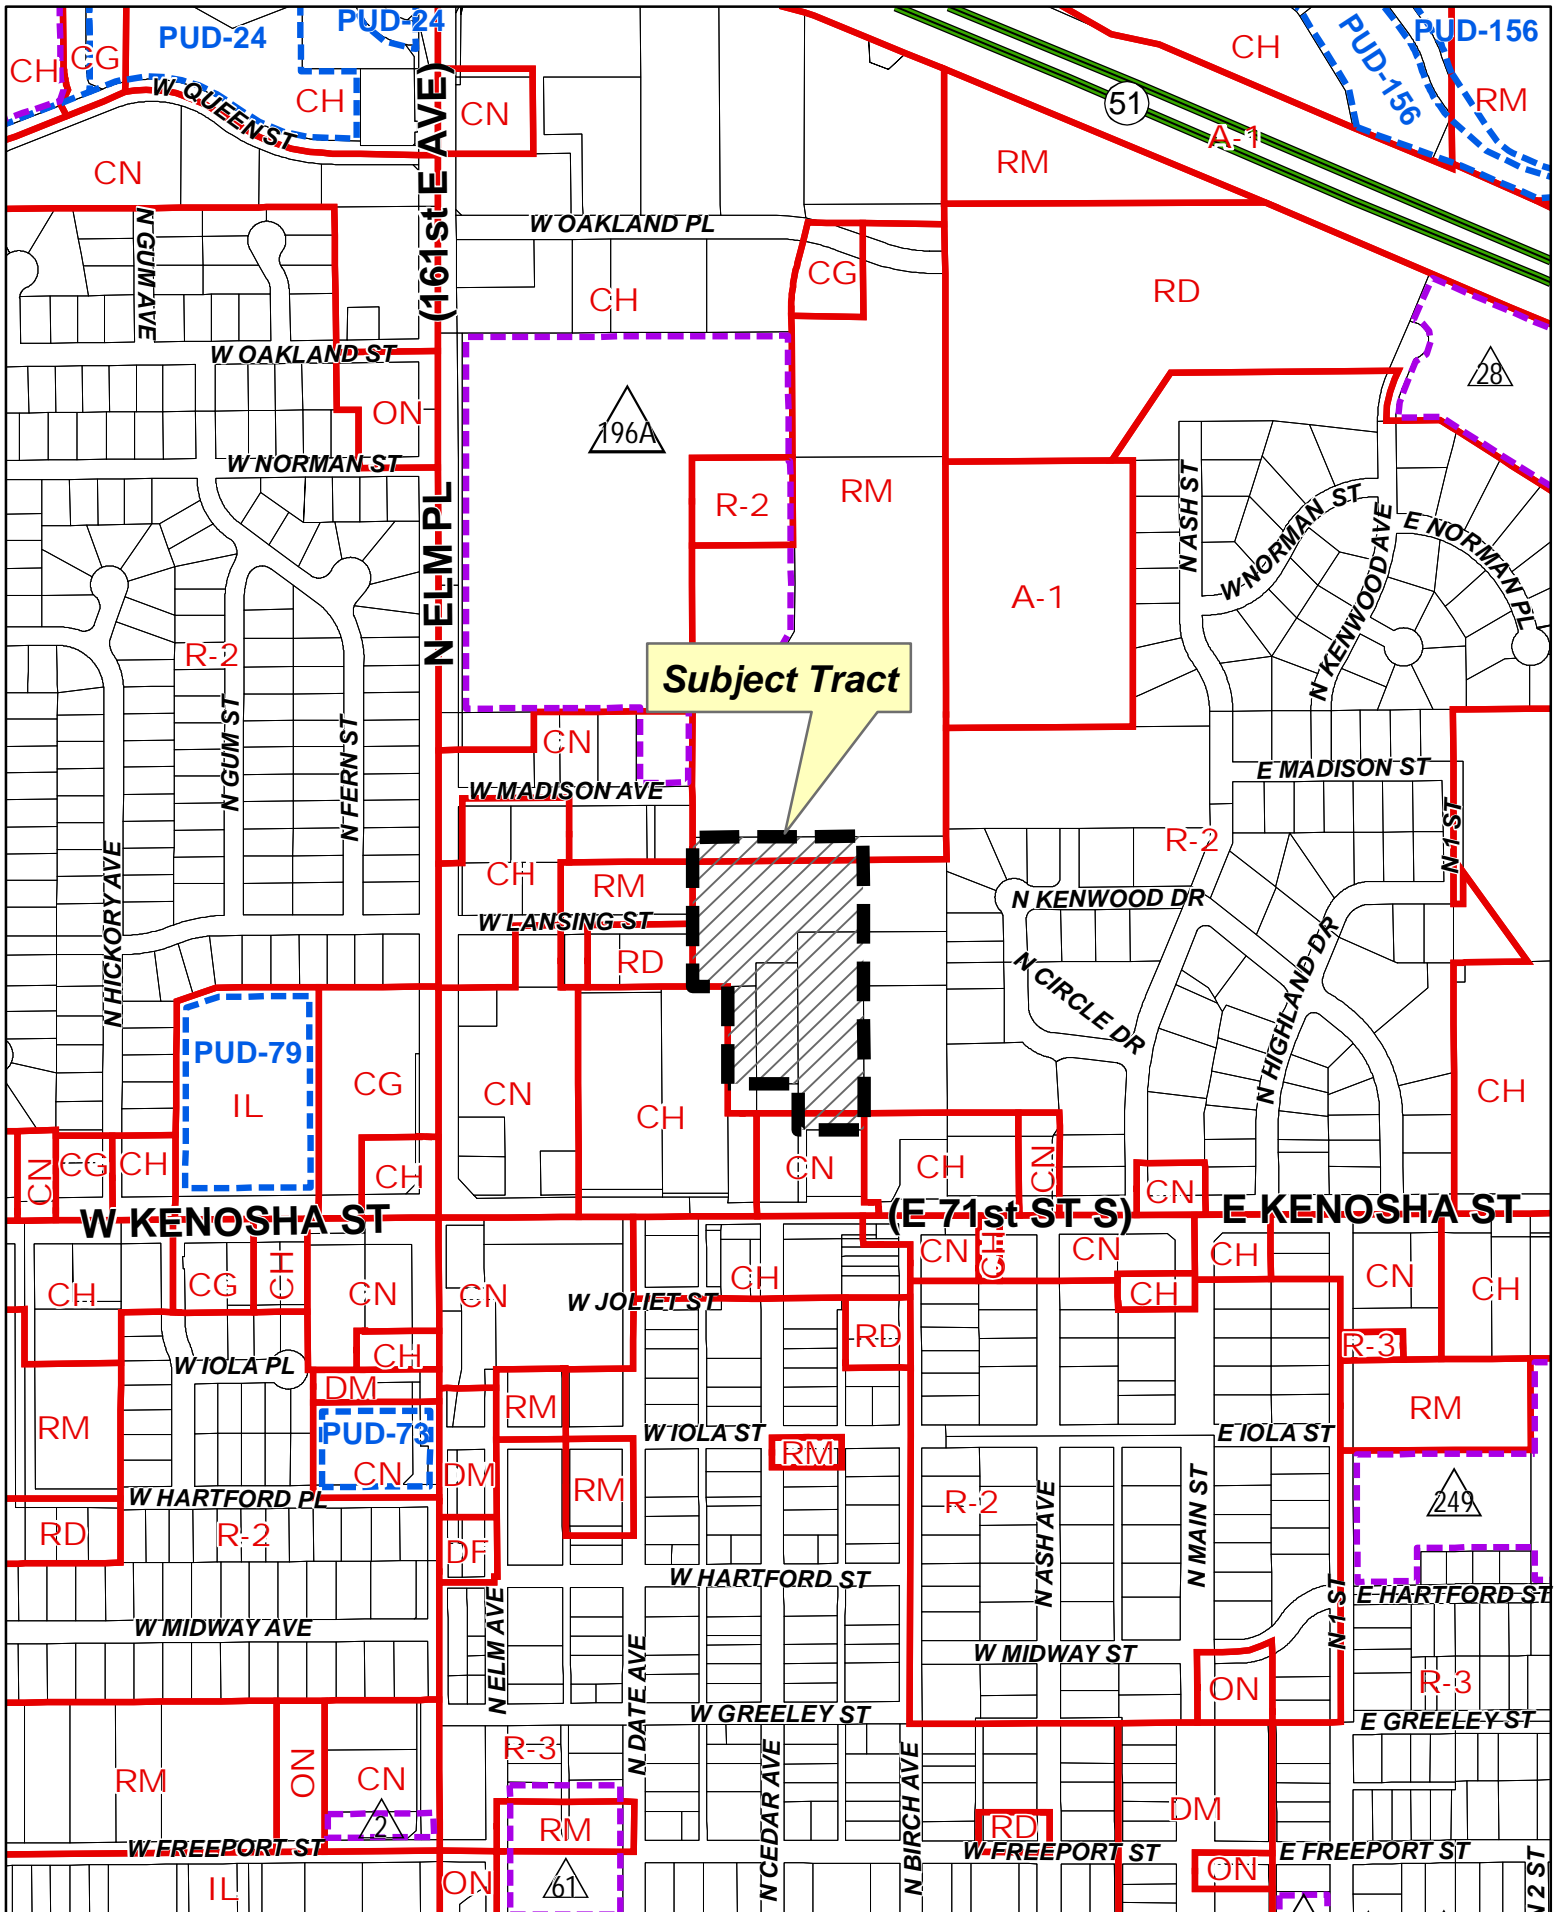 PUD-24
PUD-24
PUD-156
PUD-156
CH
CG
CH
CN
CH
RM
51
A-1
W QUEEN ST
(161st E AVE)
CN
RM
N GUM AVE
W OAKLAND PL
CG
CH
RD
W OAKLAND ST
28
ON
196A
W NORMAN ST
R-2
RM
N ASH ST
W NORMAN ST
E NORMAN PL
N KENWOOD AVE
N ELM PL
A-1
R-2
Subject Tract
N GUM ST
N FERN ST
CN
W MADISON AVE
E MADISON ST
N 1 ST
R-2
N HICKORY AVE
CH
RM
N KENWOOD DR
W LANSING ST
RD
N CIRCLE DR
N HIGHLAND DR
PUD-79
IL
CG
CN
CH
CH
CN
CG
CH
CH
CN
CH
CN
CN
W KENOSHA ST
(E 71st ST S)
E KENOSHA ST
CH
CG
CH
CN
CN
CH
CN
CH
CN
CH
CN
CH
CH
W JOLIET ST
RD
R-3
W IOLA PL
CH
DM
RM
PUD-73
CN
RM
W IOLA ST
RM
E IOLA ST
RM
DM
RM
W HARTFORD PL
R-2
N ASH AVE
N MAIN ST
249
RD
R-2
DF
W HARTFORD ST
E HARTFORD ST
W MIDWAY AVE
N ELM AVE
N DATE AVE
W MIDWAY ST
N 1 ST
ON
R-3
W GREELEY ST
E GREELEY ST
R-3
RM
ON
CN
N CEDAR AVE
N BIRCH AVE
DM
2
RM
RD
W FREEPORT ST
W FREEPORT ST
E FREEPORT ST
IL
ON
61
ON
N 2 ST